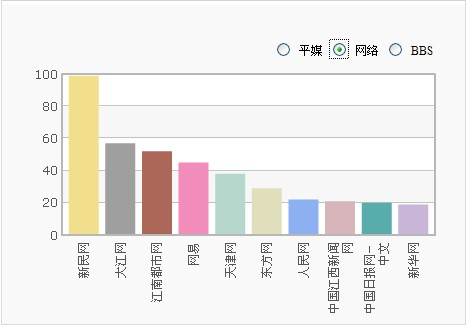 平媒 网络 BBS
100
80
60
40
20
0
新民网
大江网
江南都市网
网易
天津网
东方网
人民网
中国江西新闻
网
中国日报网－
中文
新华网